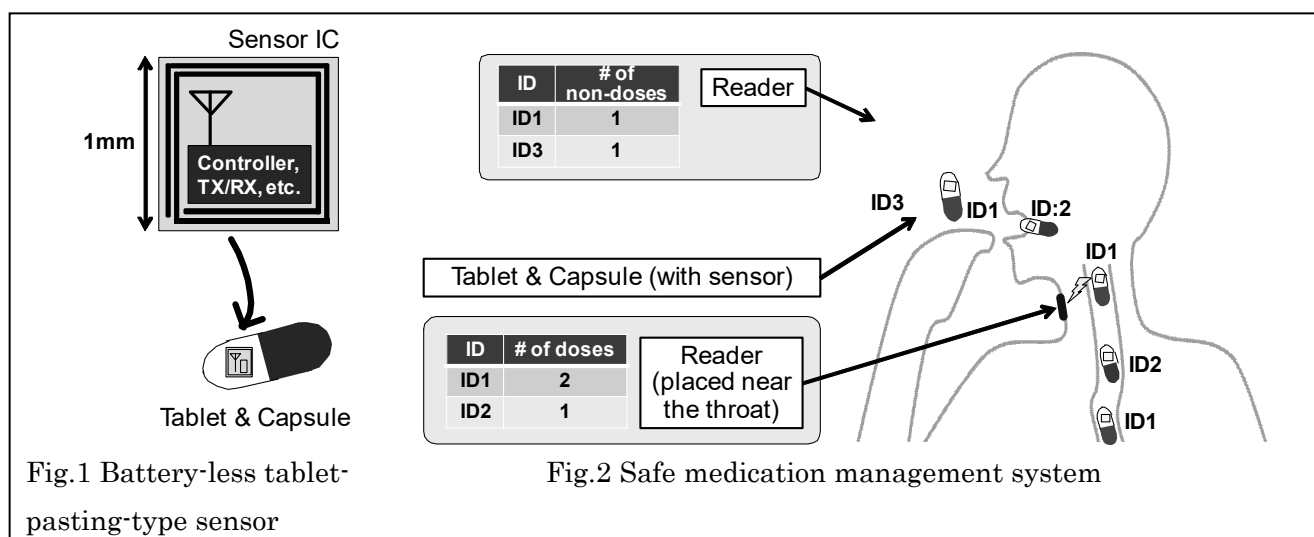 Sensor IC
1mm
Controller,
TX/RX, etc.
Tablet & Capsule
Fig.1 Battery-less tablet-
pasting-type sensor
ID # of
non-doses
ID1 1
ID3 1
Reader
ID3
ID1
ID:2
ID1
Tablet & Capsule (with sensor)
ID # of doses
ID1 2
ID2 1
Reader
(placed near
the throat)
ID2
ID1
Fig.2 Safe medication management system